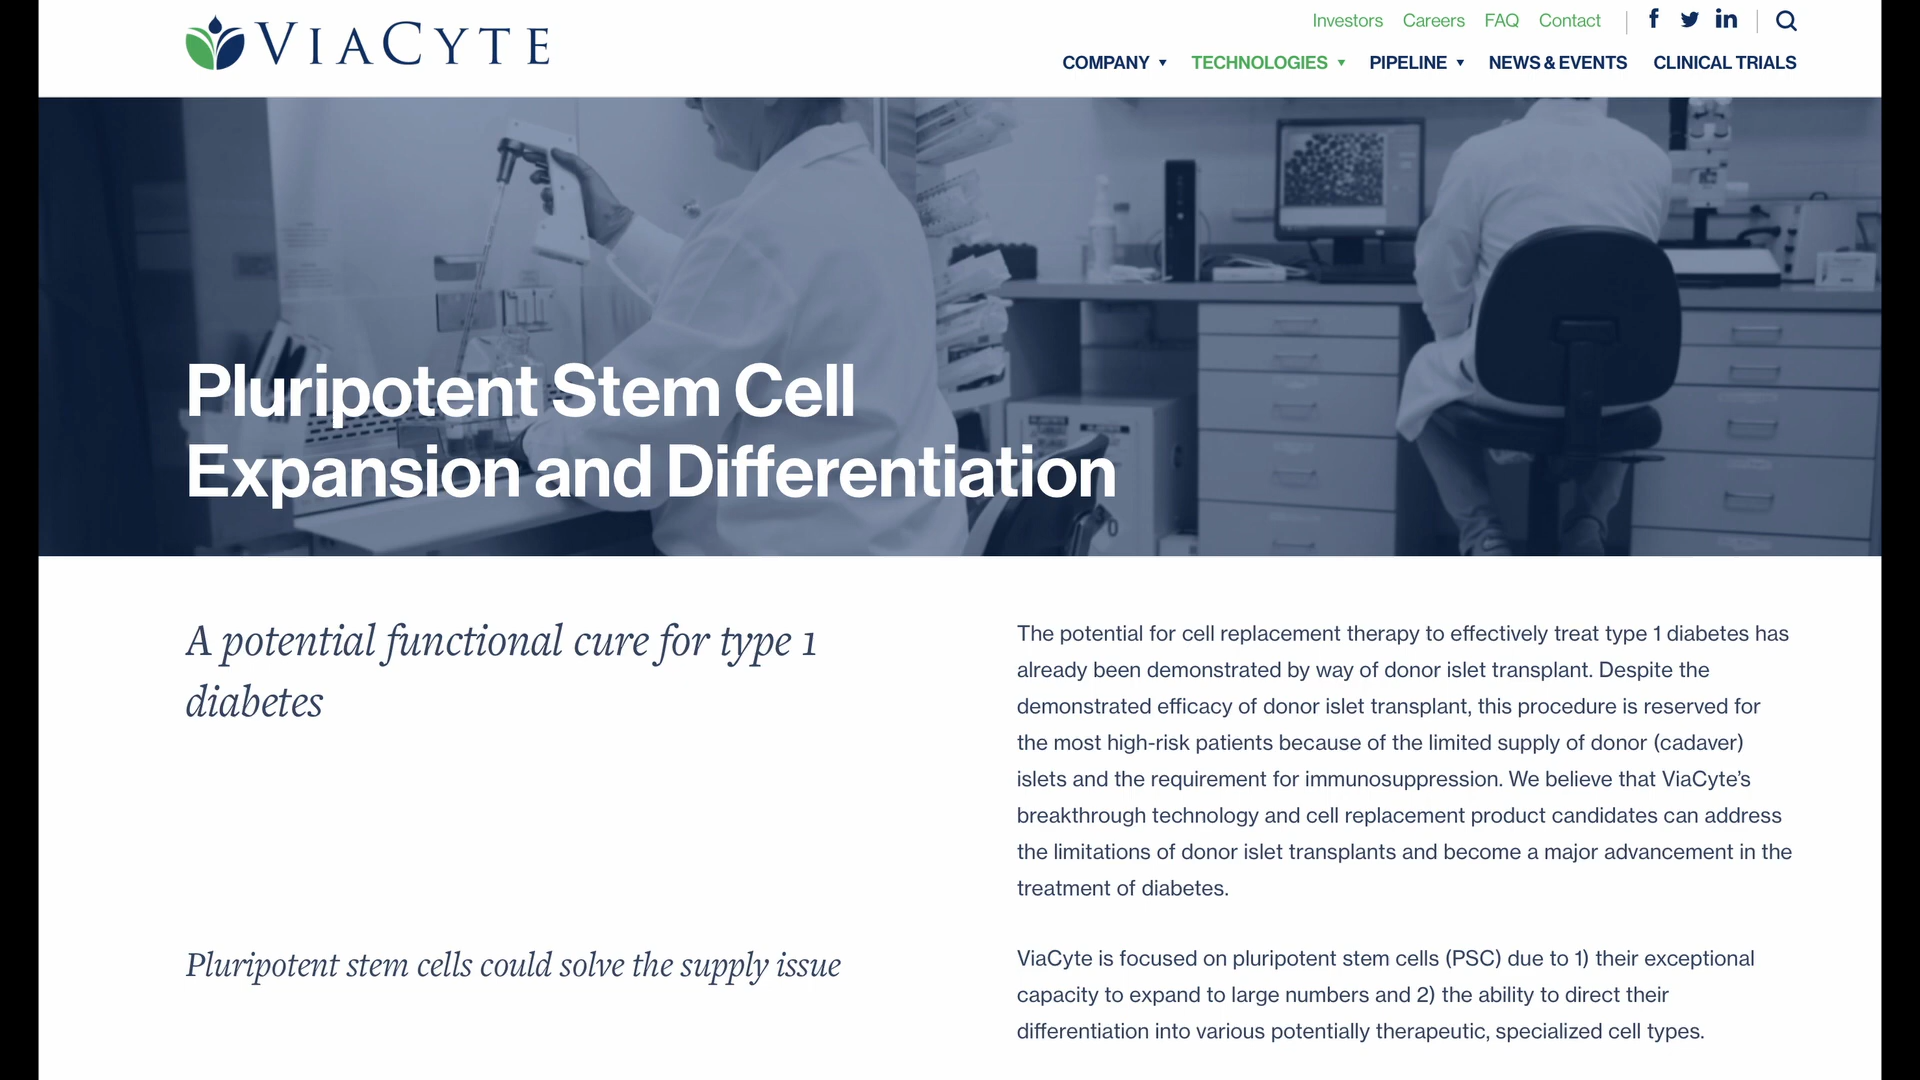 VIACYTE
Investors Careers FAQ Contact
COMPANY TECHNOLOGIES PIPELINE NEWS & EVENTS CLINICAL TRIALS
Pluripotent Stem Cell
Expansion and Differentiation
A potential functional cure for type 1
diabetes
The potential for cell replacement therapy to effectively treat type 1 diabetes has
already been demonstrated by way of donor islet transplant. Despite the
demonstrated efficacy of donor islet transplant, this procedure is reserved for
the most high-risk patients because of the limited supply of donor (cadaver)
islets and the requirement for immunosuppression. We believe that ViaCyte’s
breakthrough technology and cell replacement product candidates can address
the limitations of donor islet transplants and become a major advancement in the
treatment of diabetes.
Pluripotent stem cells could solve the supply issue
ViaCyte is focused on pluripotent stem cells (PSC) due to 1) their exceptional
capacity to expand to large numbers and 2) the ability to direct their
differentiation into various potentially therapeutic, specialized cell types.